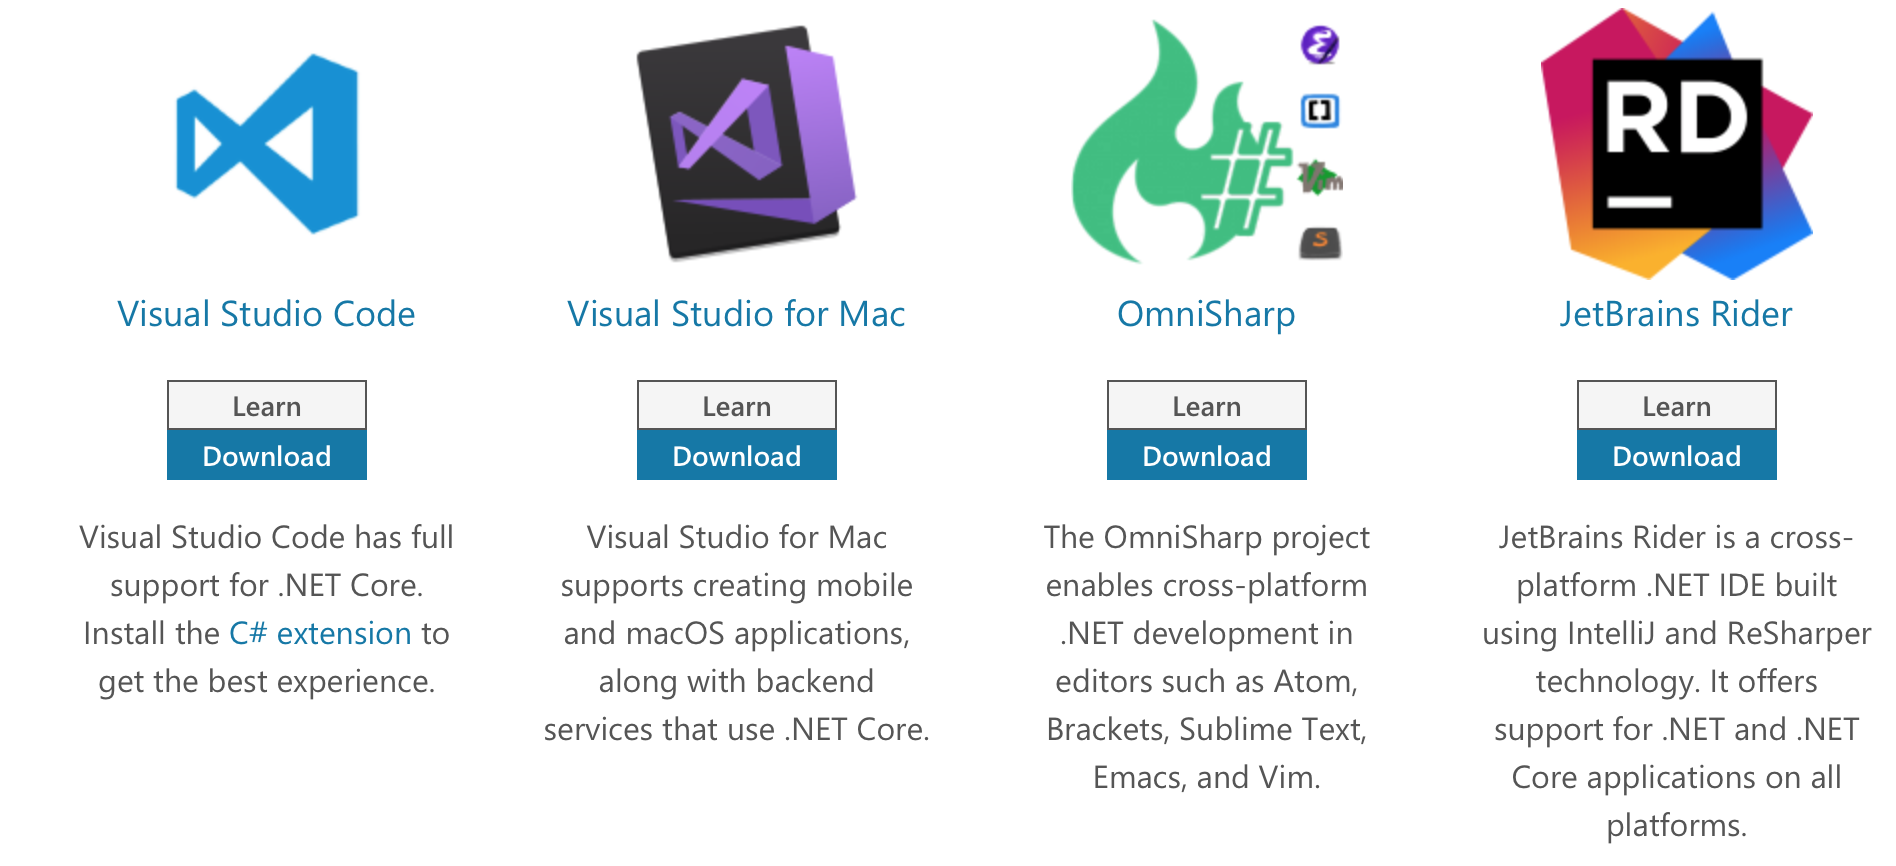 RD
Vim
S
Visual Studio Code
Learn
Download
Visual Studio Code has full
support for .NET Core.
Install the C# extension to
get the best experience.
Visual Studio for Mac
Learn
Download
Visual Studio for Mac
supports creating mobile
and macOS applications,
along with backend
services that use .NET Core.
#
OmniSharp
Learn
Download
The OmniSharp project
enables cross-platform
.NET development in
editors such as Atom,
Brackets, Sublime Text,
Emacs, and Vim.
JetBrains Rider
Learn
Download
JetBrains Rider is a cross-
platform .NET IDE built
using IntelliJ and ReSharper
technology. It offers
support for .NET and .NET
Core applications on all
platforms.